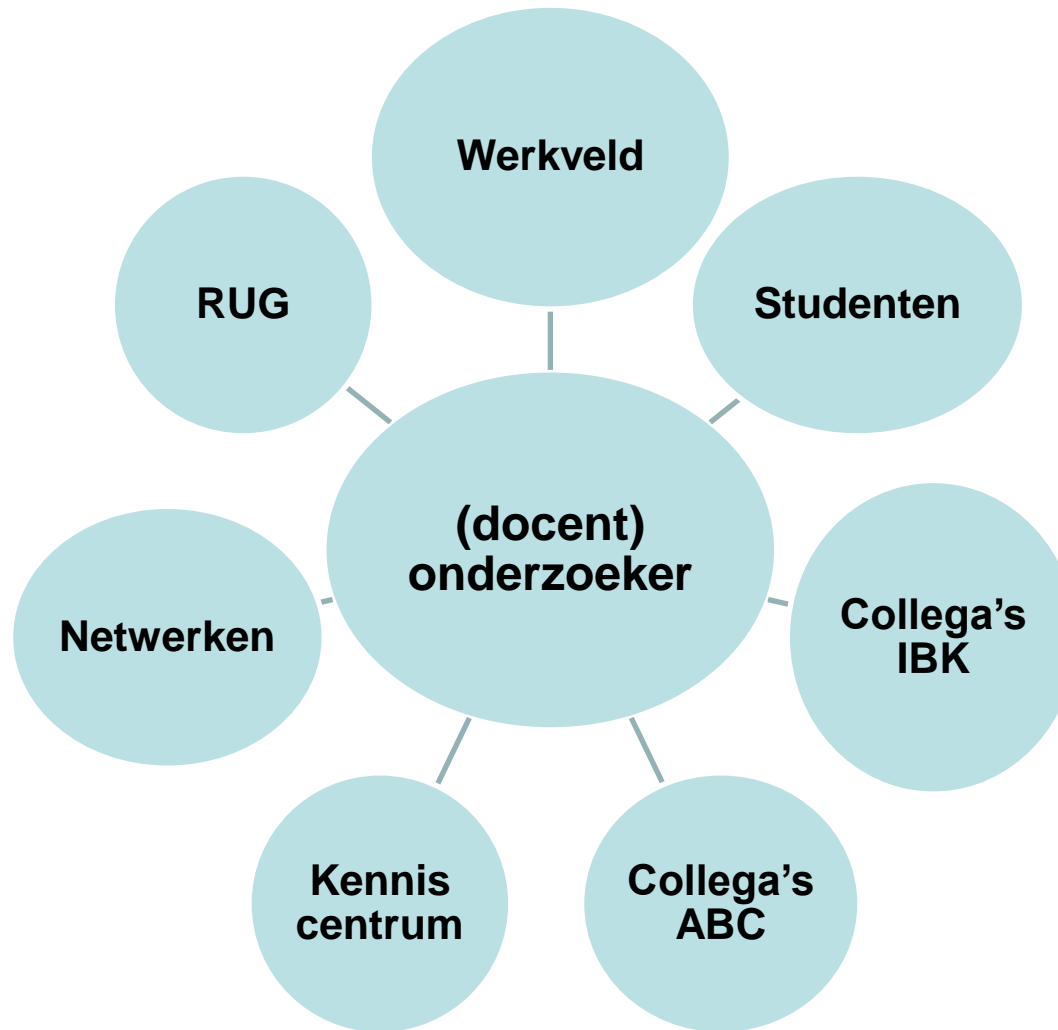 Werkveld
RUG
Studenten
(docent)
onderzoeker
Netwerken
Collega’s
IBK
Kennis
centrum
Collega’s
ABC